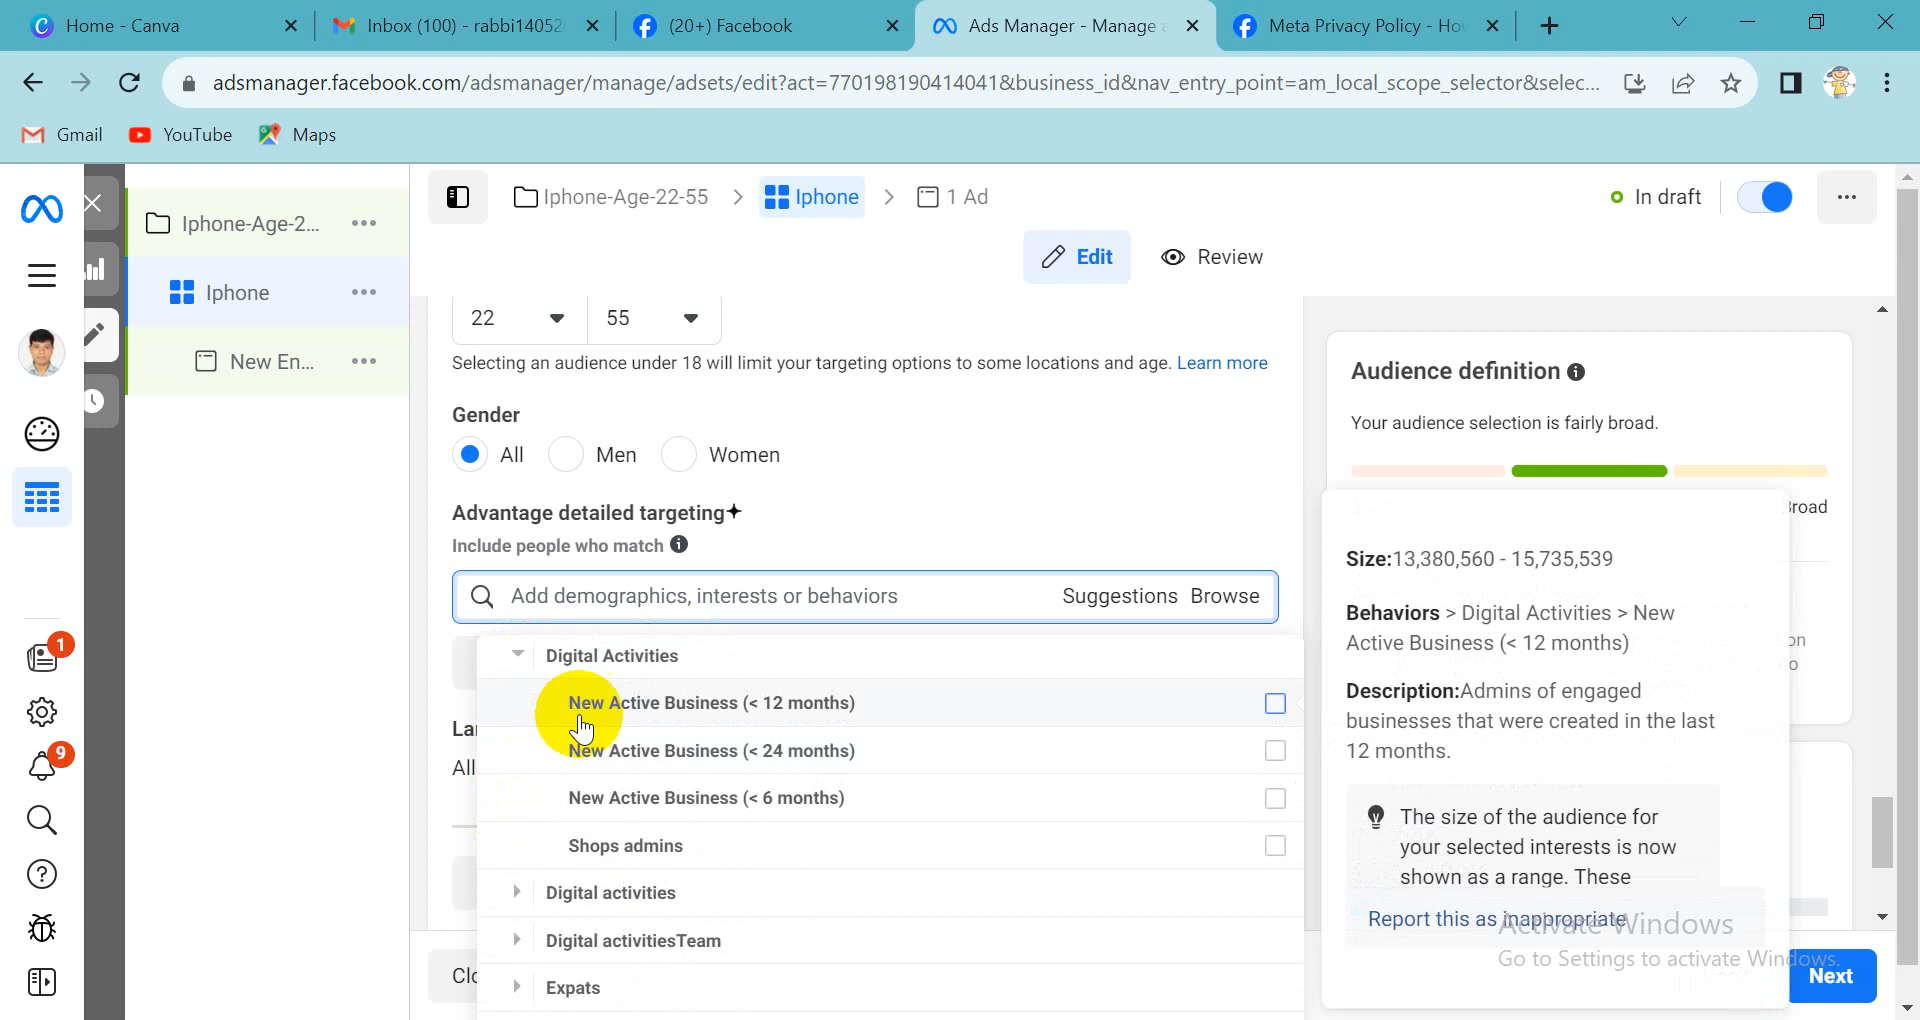 Home - Canva
Inbox (100) - rabbi14052
(20+) Facebook
Ads Manager - Manage
Meta Privacy Policy - How
adsmanager.facebook.com/adsmanager/manage/adsets/edit?act=770198190414041&business_id&nav_entry_point=am_local_scope_selector&selec...
Gmail
YouTube
Maps
Iphone-Age-2...
Iphone
New En...
1
9
Iphone-Age-22-55
Iphone
1 Ad
In draft
Edit
Review
22
55
Selecting an audience under 18 will limit your targeting options to some locations and age. Learn more
Gender
All
Men
Women
Advantage detailed targeting
Include people who match
Add demographics, interests or behaviors
Suggestions
Browse
Digital Activities
New Active Business (< 12 months)
New Active Business (< 24 months)
New Active Business (< 6 months)
Shops admins
Digital activities
Digital activitiesTeam
Expats
All
Audience definition
Your audience selection is fairly broad.
Size:13,380,560 - 15,735,539
Behaviors > Digital Activities > New
Active Business (< 12 months)
Description:Admins of engaged
businesses that were created in the last
12 months.
The size of the audience for
your selected interests is now
shown as a range. These
Report this as inappropriate
Activate Windows
Go to Settings to activate Windows.
Next